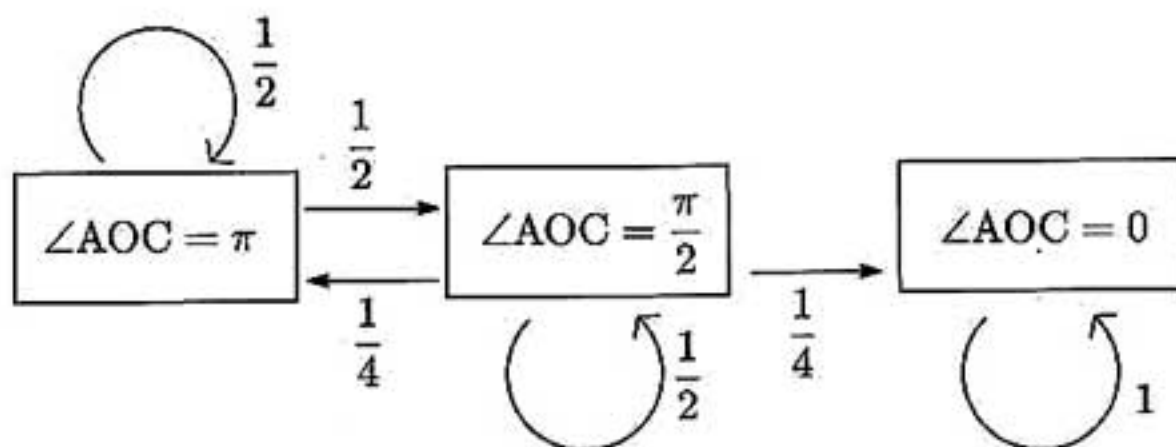 1/2
1/2
∠AOC = π
∠AOC = π/2
∠AOC = 0
1/4
1/2
1/4
1